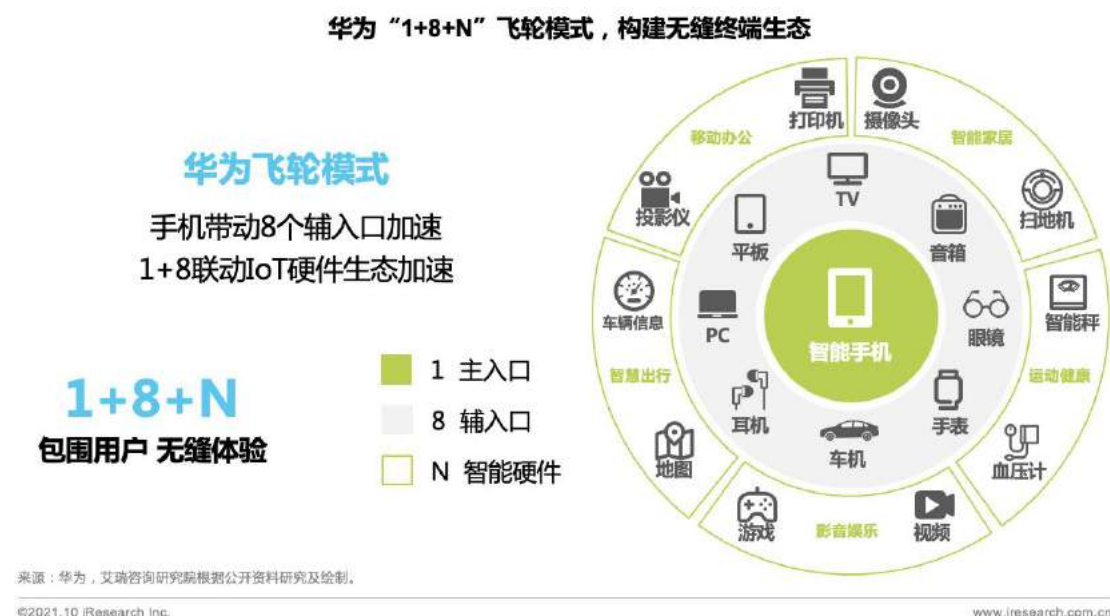 华为“1+8+N”飞轮模式，构建无缝终端生态
华为飞轮模式
手机带动8个辅入口加速
1+8联动IoT硬件生态加速
1+8+N
包围用户 无缝体验
1 主入口
8 辅入口
N 智能硬件
移动办公
打印机
投影仪
智能家居
摄像头
扫地机
运动健康
智能秤
血压计
影音娱乐
视频
游戏
智慧出行
地图
车辆信息
TV
音箱
眼镜
手表
车机
耳机
PC
平板
智能手机
来源：华为，艾瑞咨询研究院根据公开资料研究及绘制。
©2021.10 iResearch Inc.
www.iresearch.com.cn